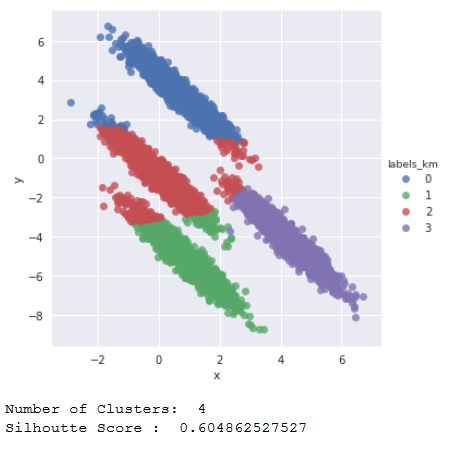 6
4
2
0
−2
−4
−6
−8
y
−2 0 2 4 6
x
labels_km
0
1
2
3
Number of Clusters: 4
Silhoutte Score : 0.604862527527